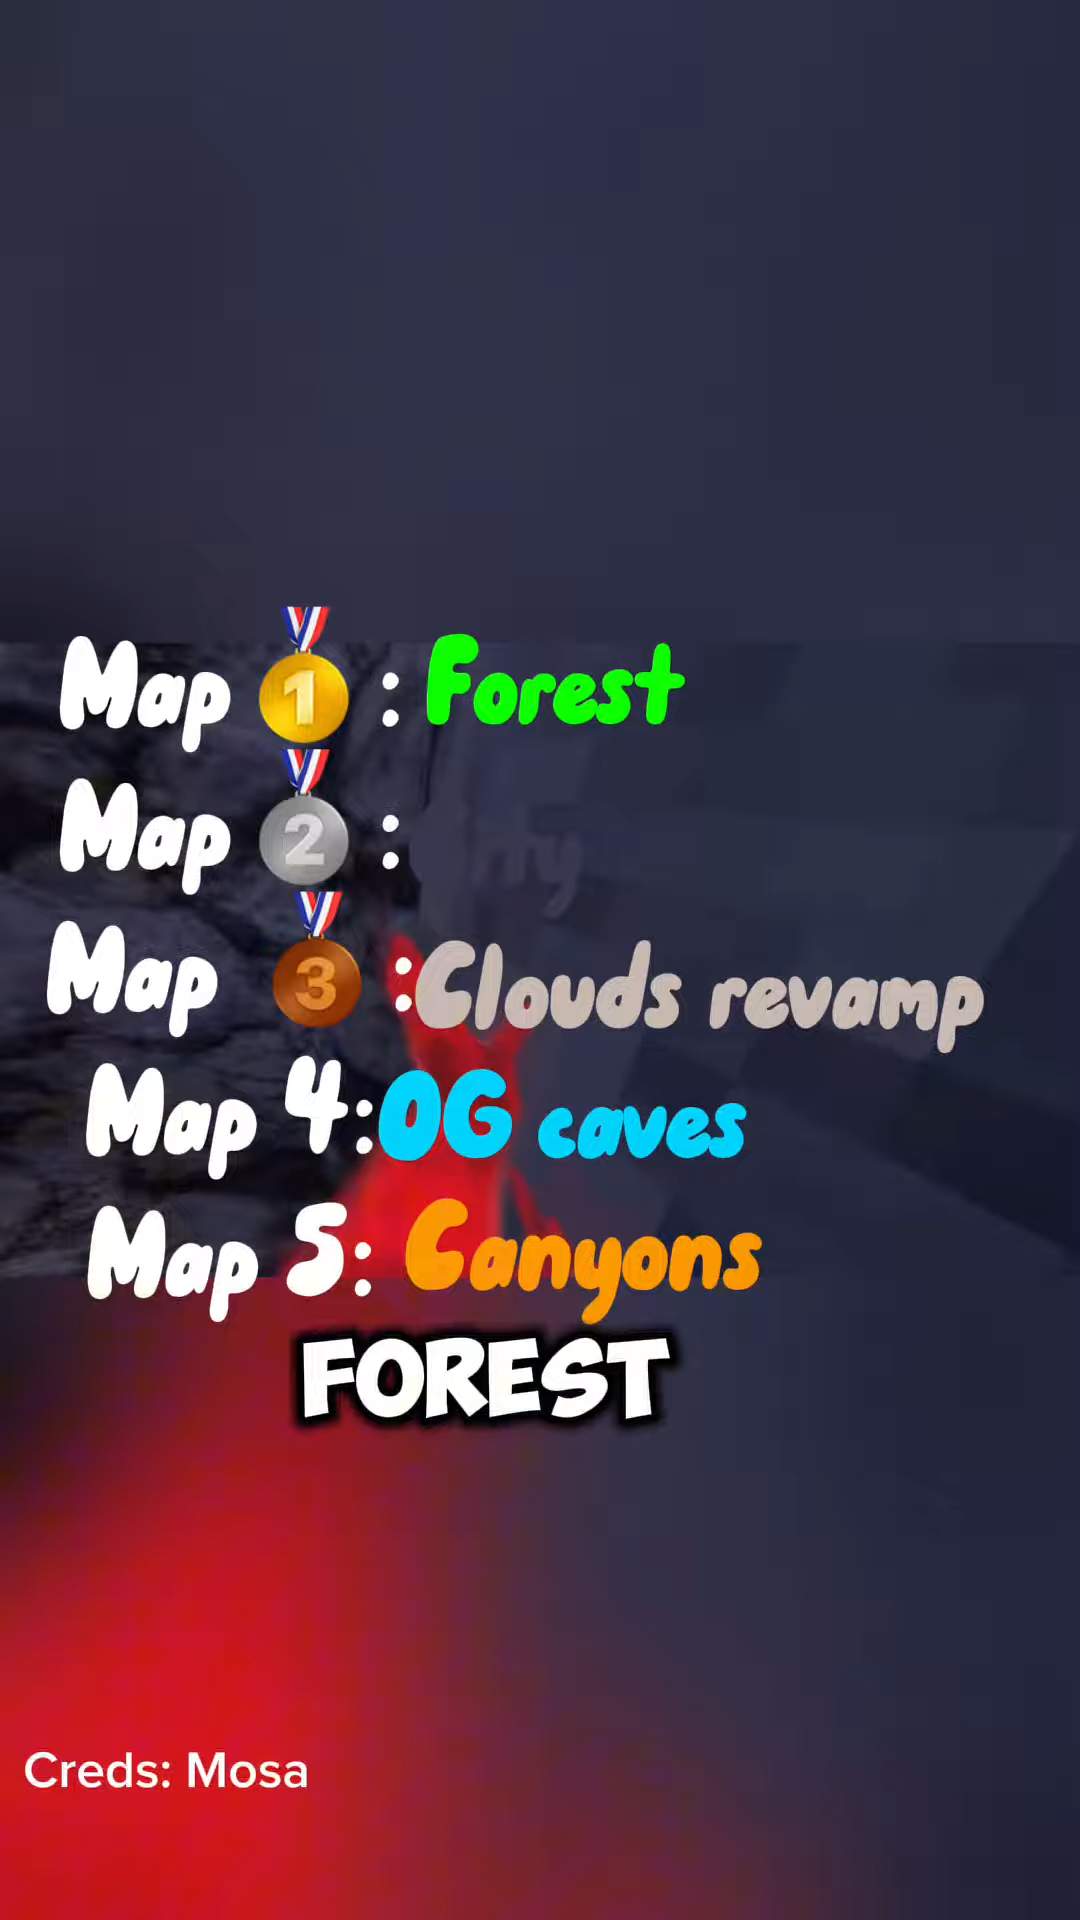 Map 1 : Forest
Map 2 :
Map 3 :Clouds revamp
Map 4:OG caves
Map 5: Canyons
FOREST
Creds: Mosa